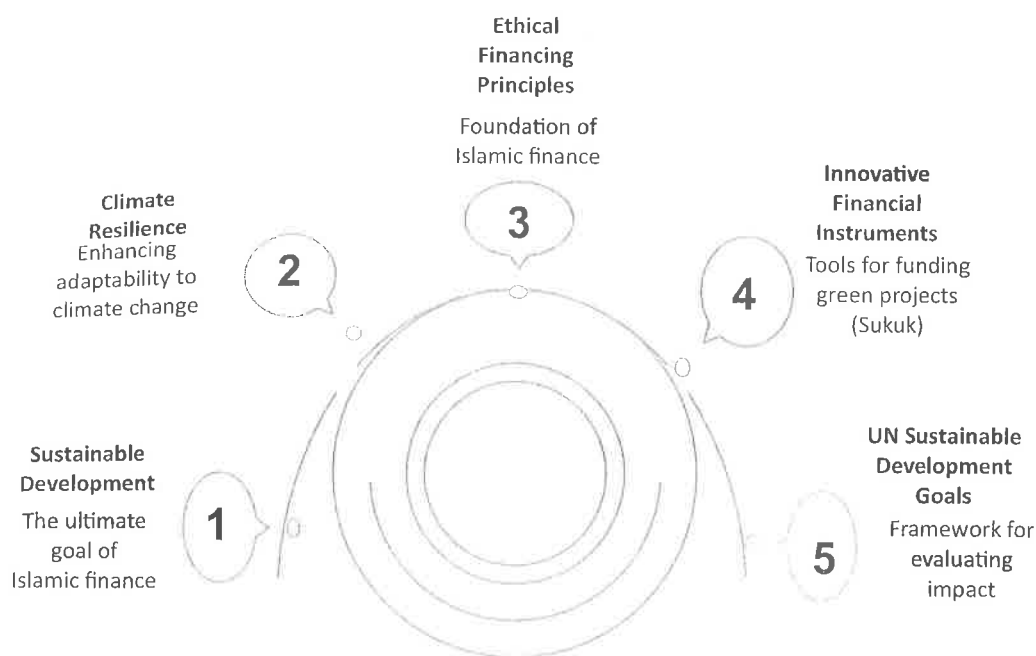 Ethical
Financing
Principles
Foundation of
Islamic finance
3
Climate
Resilience
Enhancing
adaptability to
climate change
2
Innovative
Financial
Instruments
Tools for funding
green projects
(Sukuk)
4
Sustainable
Development
The ultimate
goal of
Islamic finance
1
UN Sustainable
Development
Goals
Framework for
evaluating
impact
5